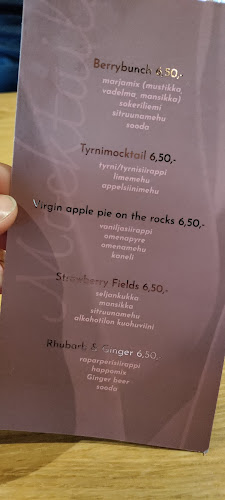 Mocktails
Berrybunch 6,50,-
marjamix (mustikka,
vadelma, mansikka)
sokeriliemi
sitruunamehu
sooda
Tyrnimocktail 6,50,-
tyrni/tyrnisiirappi
limemehu
appelsiinimehu
Virgin apple pie on the rocks 6,50,-
vaniljasiirappi
omenapyre
omenamehu
kaneli
Strawberry Fields 6,50,-
seljankukka
mansikka
sitruunamehu
alkoholiton kuohuviini
Rhubarb & Ginger 6,50,
raparperisiirappi
happomix
Ginger beer
sooda